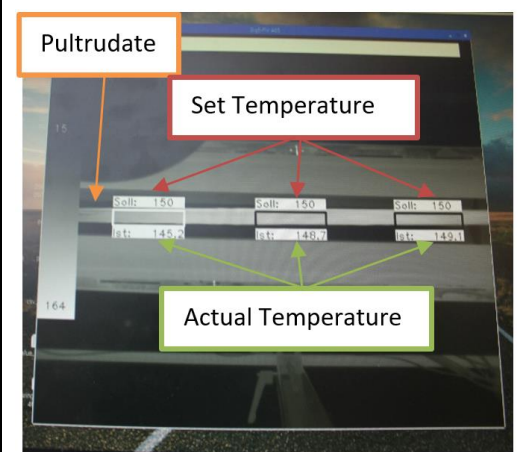 Pultrudate
Set Temperature
15
Soll: 150
Soll: 150
Soll: 150
Ist: 145.2
Ist: 148.7
Ist: 149.1
164
Actual Temperature